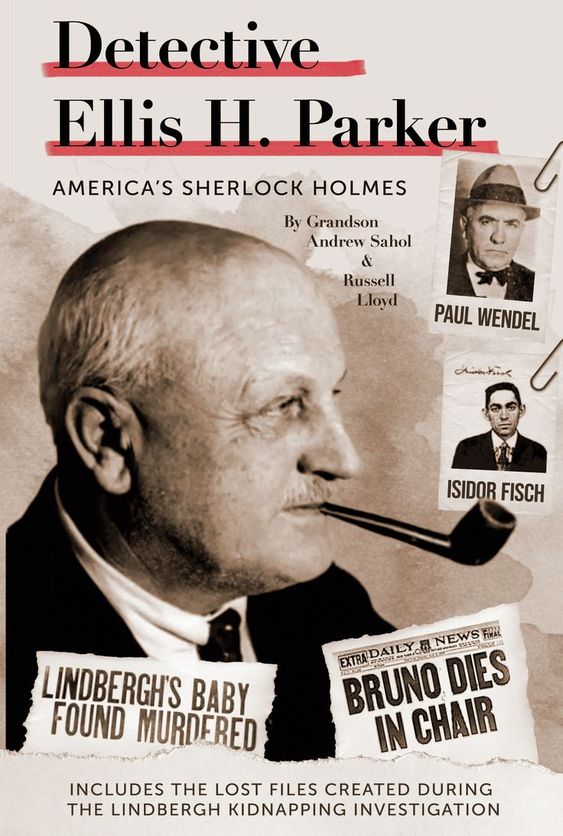 Detective
Ellis H. Parker
AMERICA'S SHERLOCK HOLMES
By Grandson
Andrew Sahol
&
Russell
Lloyd
PAUL WENDEL
ISIDOR FISCH
LINDBERGH'S BABY
FOUND MURDERED
EXTRA DAILY NEWS FINAL
BRUNO DIES
IN CHAIR
INCLUDES THE LOST FILES CREATED DURING
THE LINDBERGH KIDNAPPING INVESTIGATION